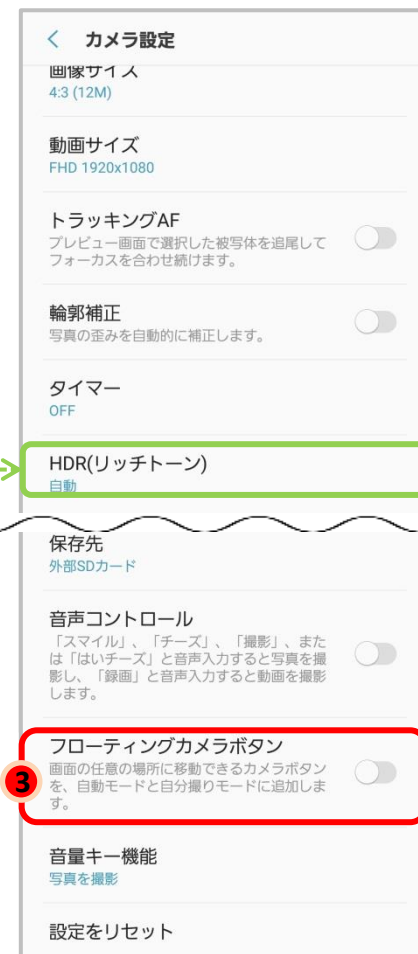 カメラ設定
画像サイズ
4:3 (12M)
動画サイズ
FHD 1920x1080
トラッキングAF
プレビュー画面で選択した被写体を追尾して
フォーカスを合わせ続けます。
輪郭補正
写真の歪みを自動的に補正します。
タイマー
OFF
HDR(リッチトーン)
自動
保存先
外部SDカード
音声コントロール
「スマイル」、「チーズ」、「撮影」、また
は「はいチーズ」と音声入力すると写真を撮
影し、「録画」と音声入力すると動画を撮影
します。
フローティングカメラボタン
3
画面の任意の場所に移動できるカメラボタン
を、自動モードと自分撮りモードに追加しま
す。
音量キー機能
写真を撮影
設定をリセット